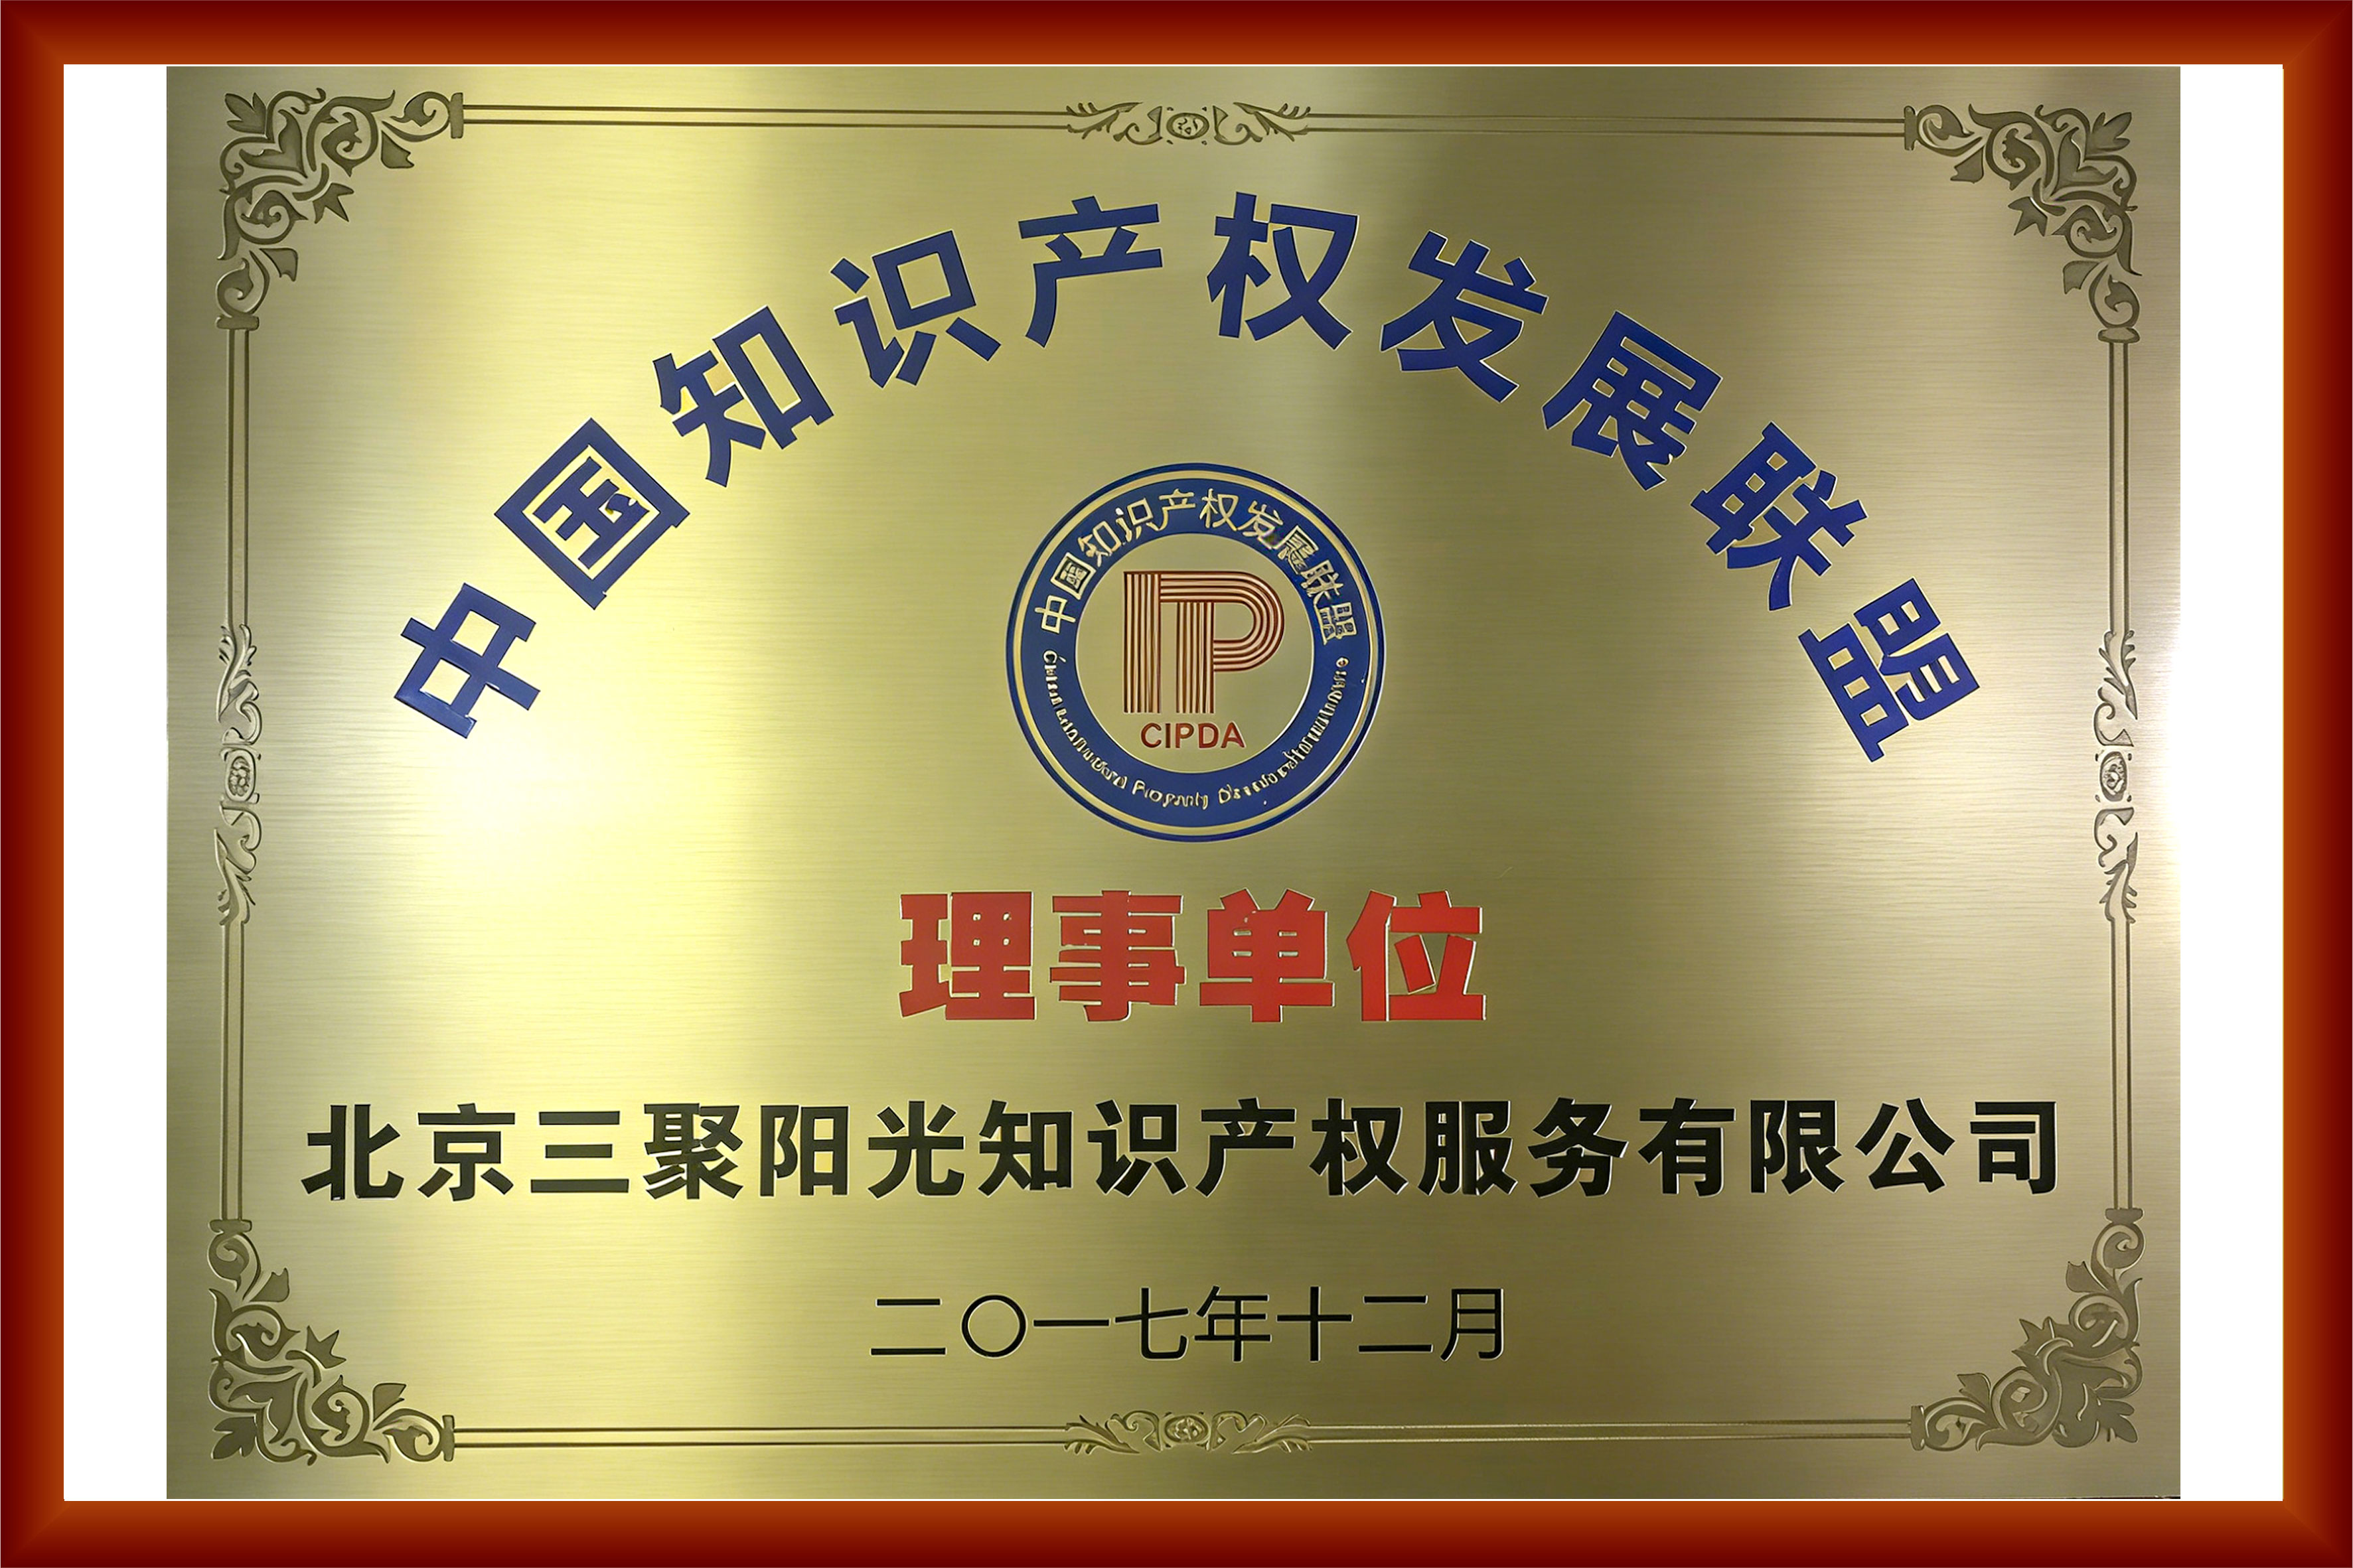 中国知识产权发展联盟
中国知识产权发展联盟
CIPDA
理事单位
北京三聚阳光知识产权服务有限公司
二〇一七年十二月